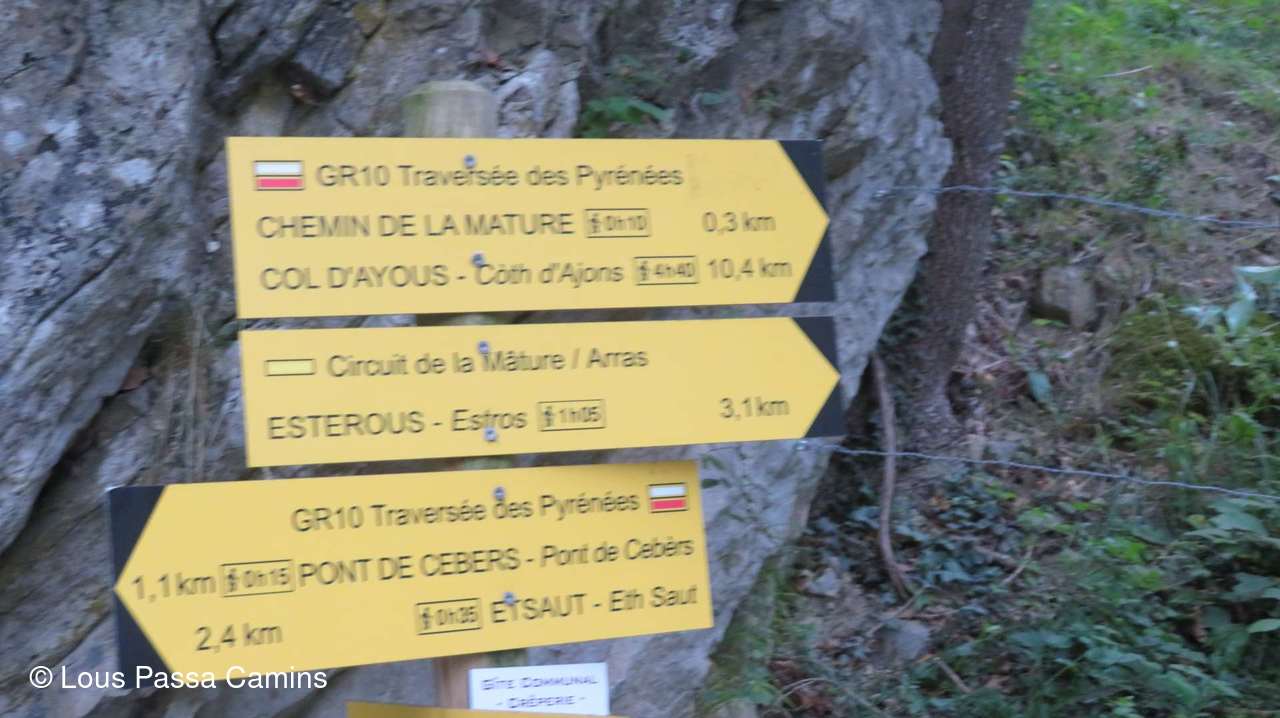 GR10 Traversée des Pyrénées
CHEMIN DE LA MATURE 0h10 0,3 km
COL D'AYOUS - Còth d'Ajons 4h40 10,4 km
Circuit de la Mâture / Arras
ESTEROUS - Estros 1h05 3,1 km
GR10 Traversée des Pyrénées
1,1 km 0h15 PONT DE CEBERS - Pont de Cebèrs
2,4 km 0h35 ETSAUT - Eth Saut
GÎTE COMMUNAL
- CRÊPERIE -
© Lous Passa Camins